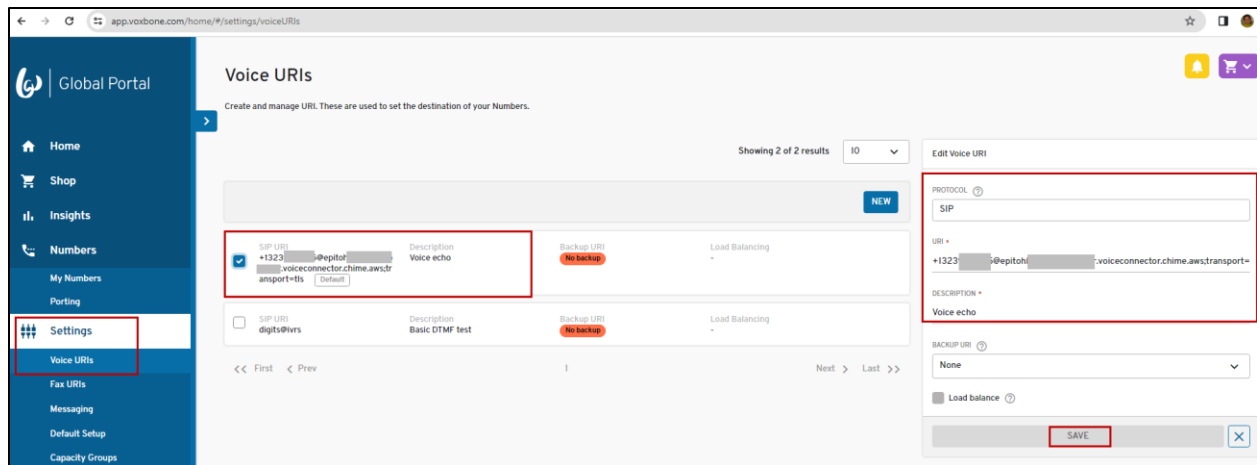 app.voxbone.com/home/#/settings/voiceURIs
Global Portal
Home
Shop
Insights
Numbers
My Numbers
Porting
Settings
Voice URIs
Fax URIs
Messaging
Default Setup
Capacity Groups
Voice URIs
Create and manage URI. These are used to set the destination of your Numbers.
Showing 2 of 2 results
10
NEW
SIP URI
+1323
@epitoh
.voiceconnector.chime.aws;tr
ansport=tls
Default
Description
Voice echo
Backup URI
No backup
Load Balancing
-
SIP URI
digits@ivrs
Description
Basic DTMF test
Backup URI
No backup
Load Balancing
-
<< First
< Prev
1
Next >
Last >>
Edit Voice URI
PROTOCOL ?
SIP
URI *
+1323 @epitoh .voiceconnector.chime.aws;transport=
DESCRIPTION *
Voice echo
BACKUP URI ?
None
Load balance ?
SAVE
X